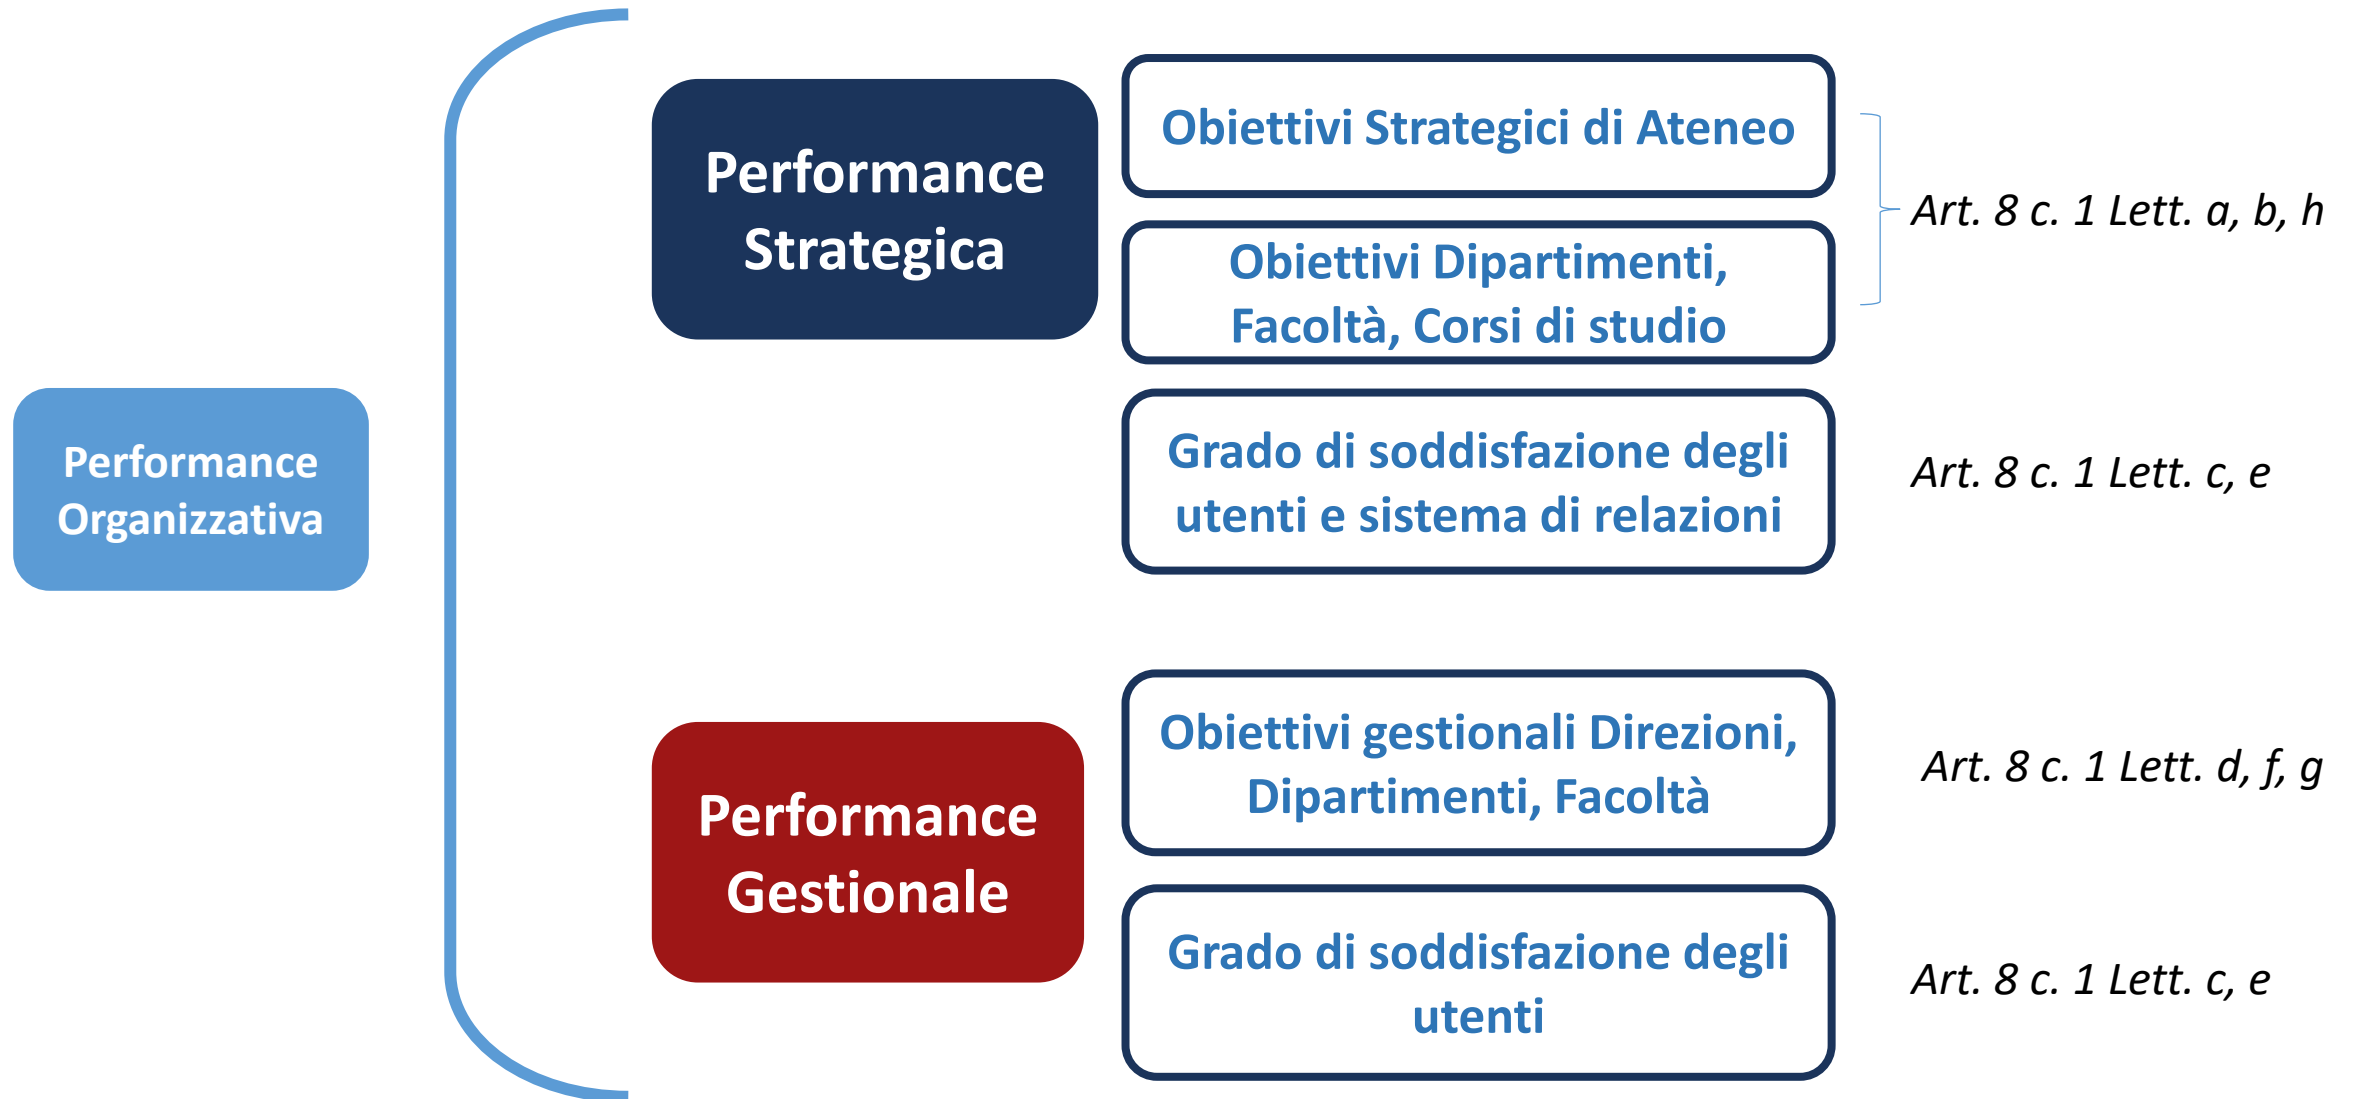 Performance
Organizzativa
Performance
Strategica
Obiettivi Strategici di Ateneo
Obiettivi Dipartimenti,
Facoltà, Corsi di studio
Art. 8 c. 1 Lett. a, b, h
Grado di soddisfazione degli
utenti e sistema di relazioni
Art. 8 c. 1 Lett. c, e
Performance
Gestionale
Obiettivi gestionali Direzioni,
Dipartimenti, Facoltà
Art. 8 c. 1 Lett. d, f, g
Grado di soddisfazione degli
utenti
Art. 8 c. 1 Lett. c, e